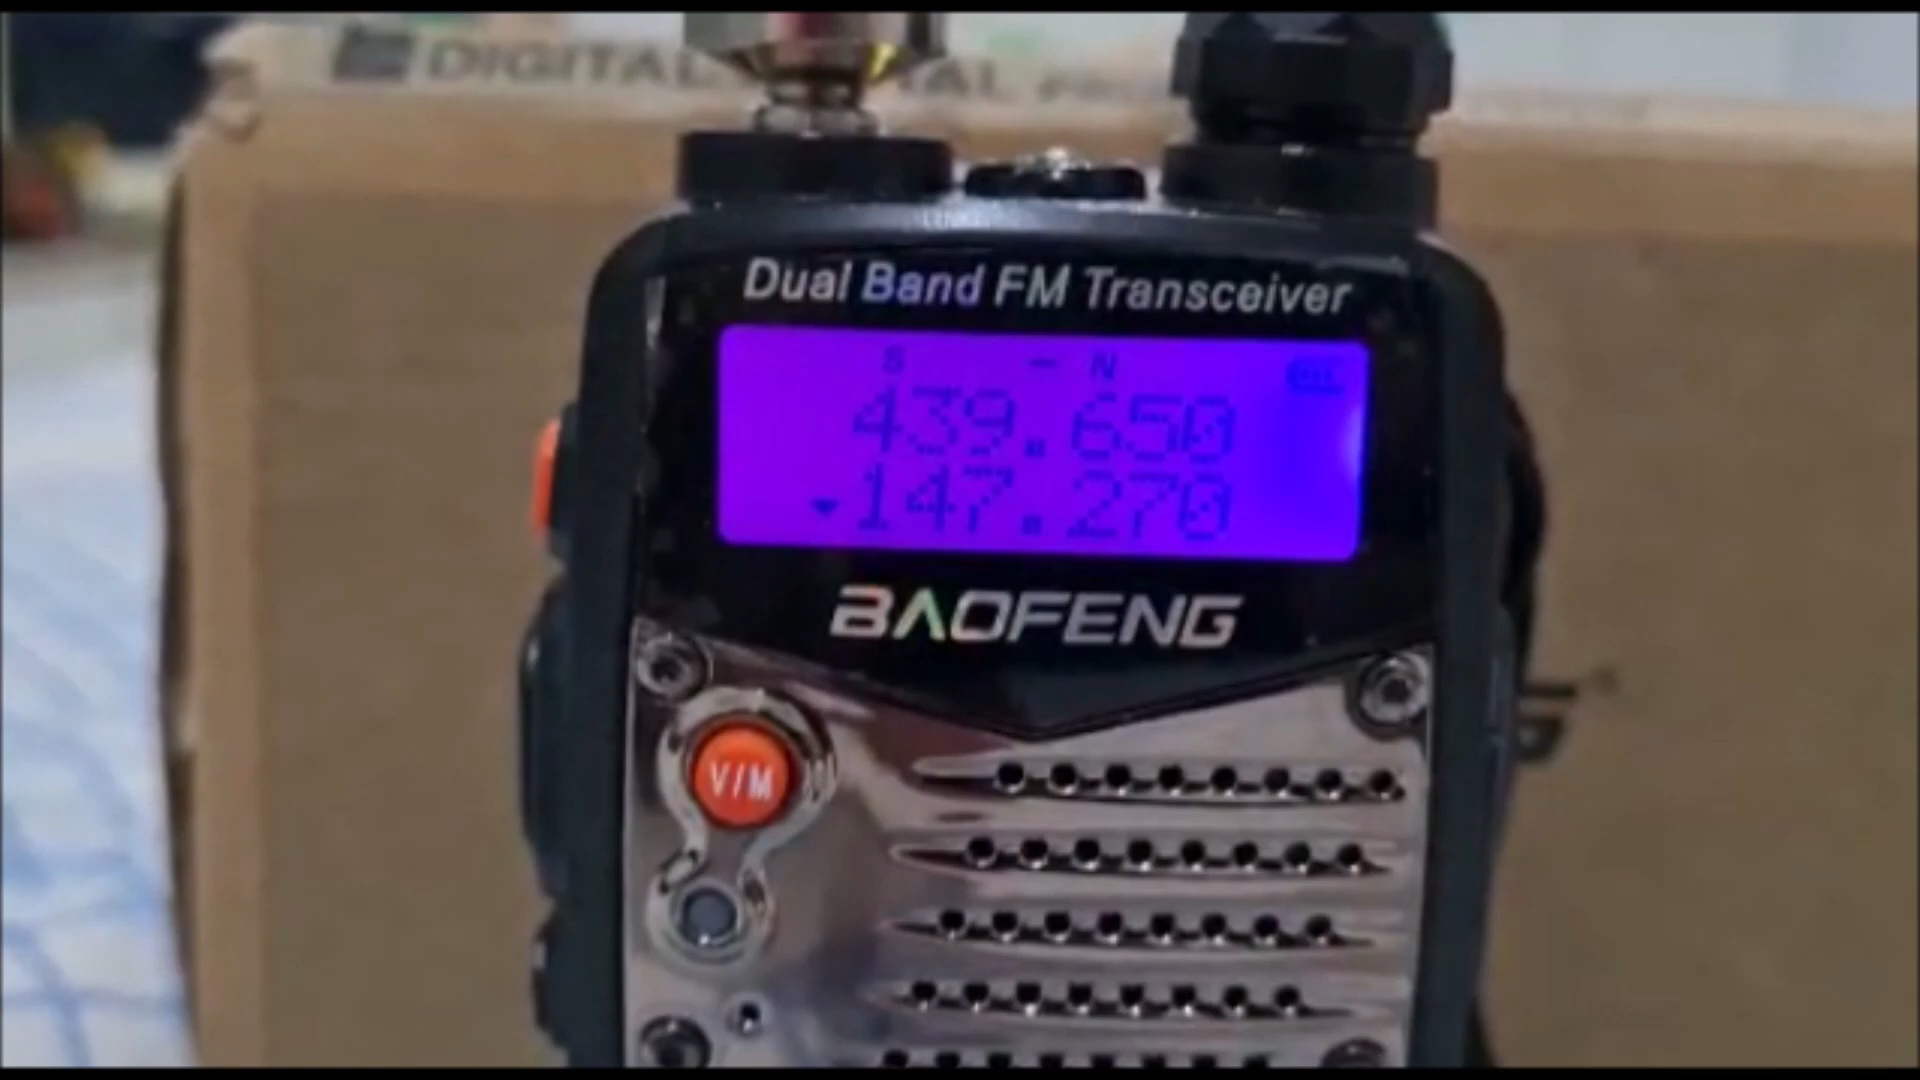 DIGITAL
Dual Band FM Transceiver
S – N
439.650
147.270
BAOFENG
V/M